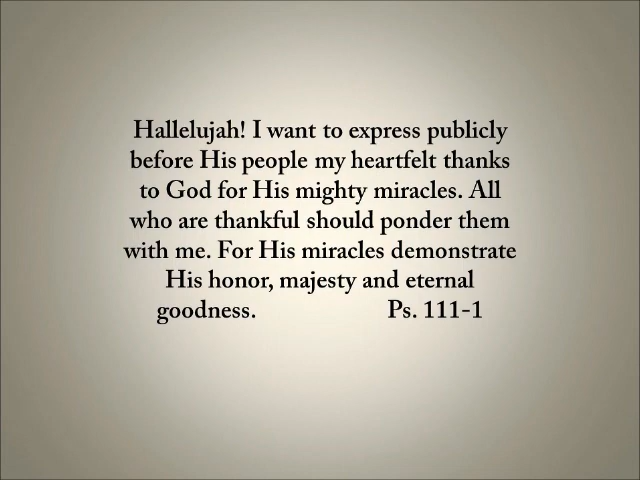 Hallelujah! I want to express publicly
before His people my heartfelt thanks
to God for His mighty miracles. All
who are thankful should ponder them
with me. For His miracles demonstrate
His honor, majesty and eternal
goodness. Ps. 111-1